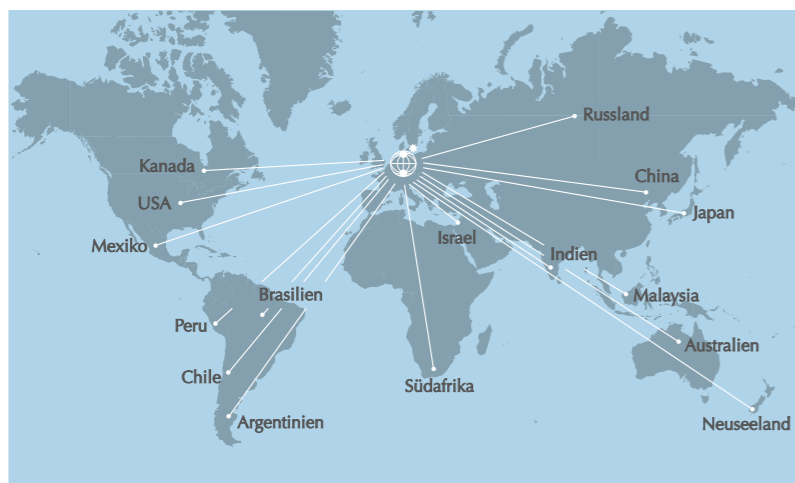 Russland
Kanada
China
USA
Japan
Mexiko
Israel
Indien
Brasilien
Malaysia
Peru
Australien
Chile
Südafrika
Argentinien
Neuseeland